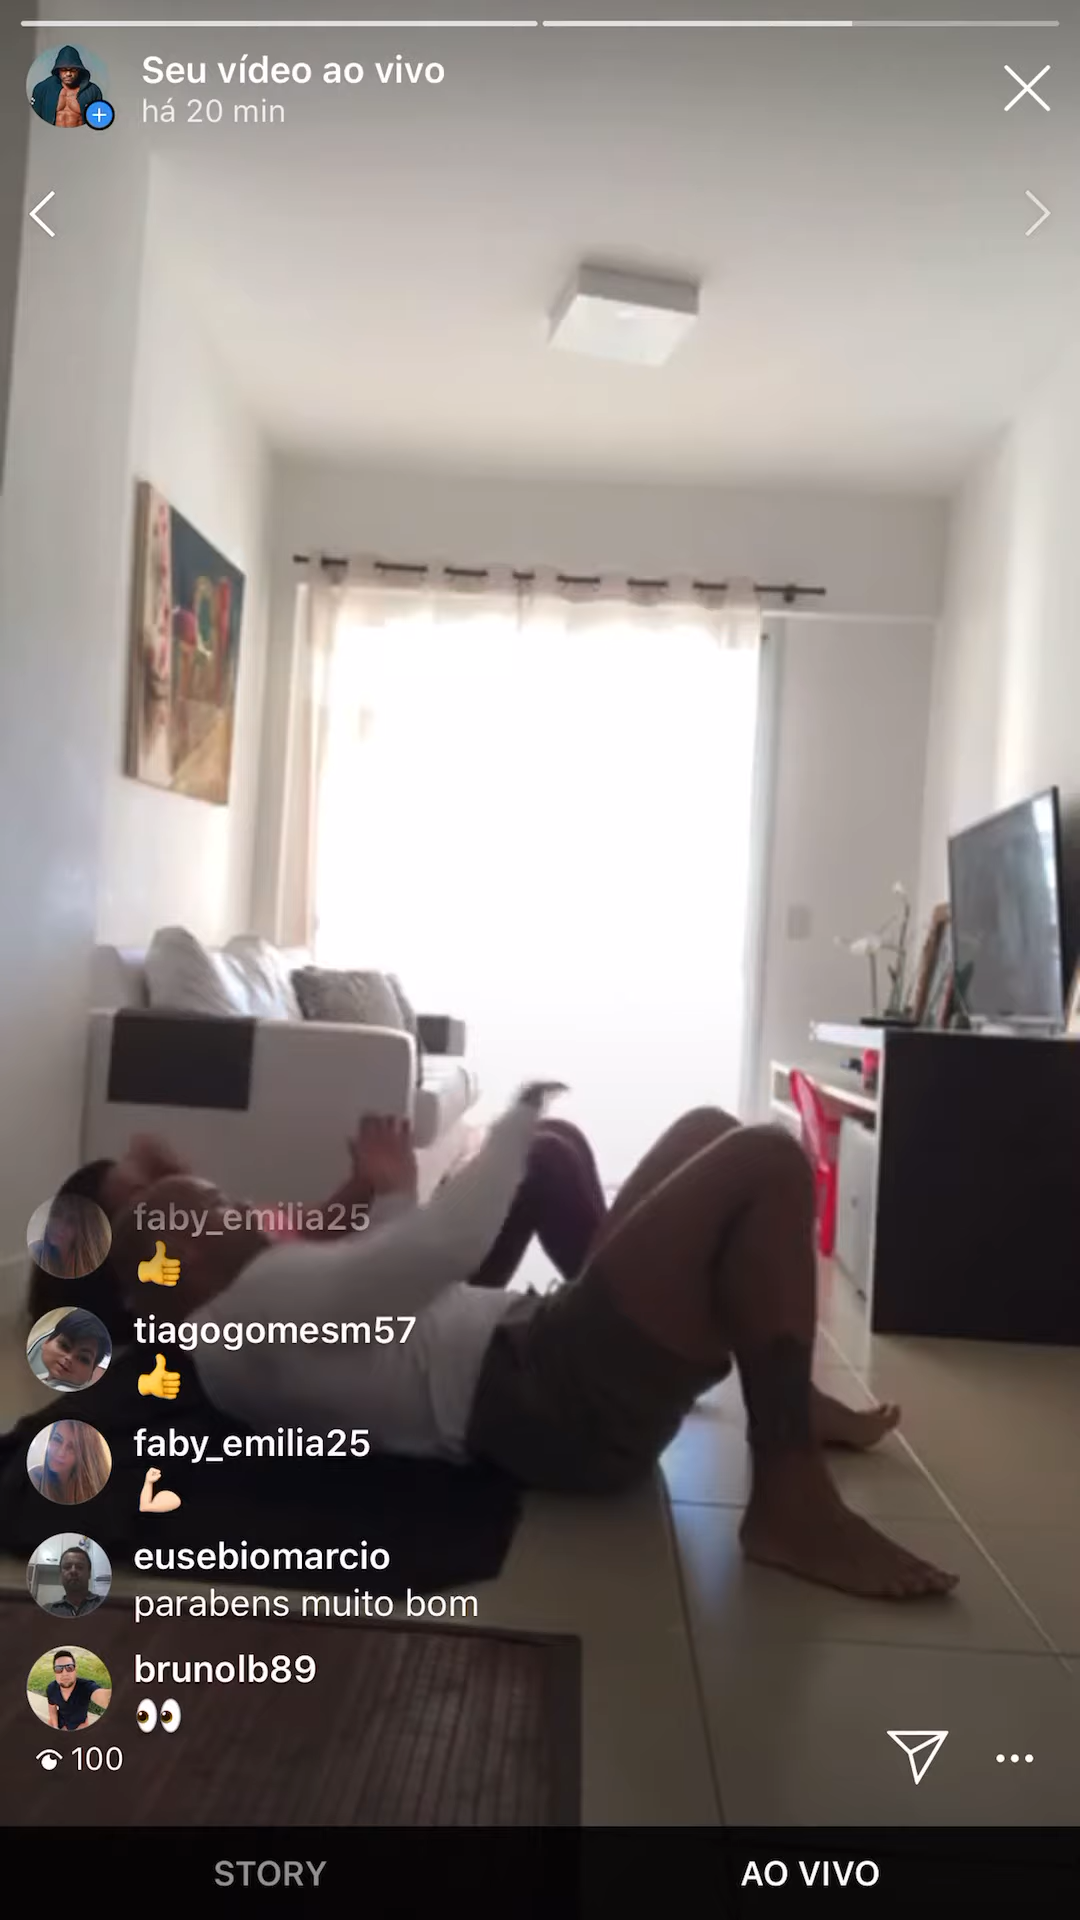 Seu vídeo ao vivo
há 20 min
faby_emilia25
👍
tiagogomesm57
👍
faby_emilia25
💪🏻
eusebiomarcio
parabens muito bom
brunolb89
👀
100
STORY
AO VIVO